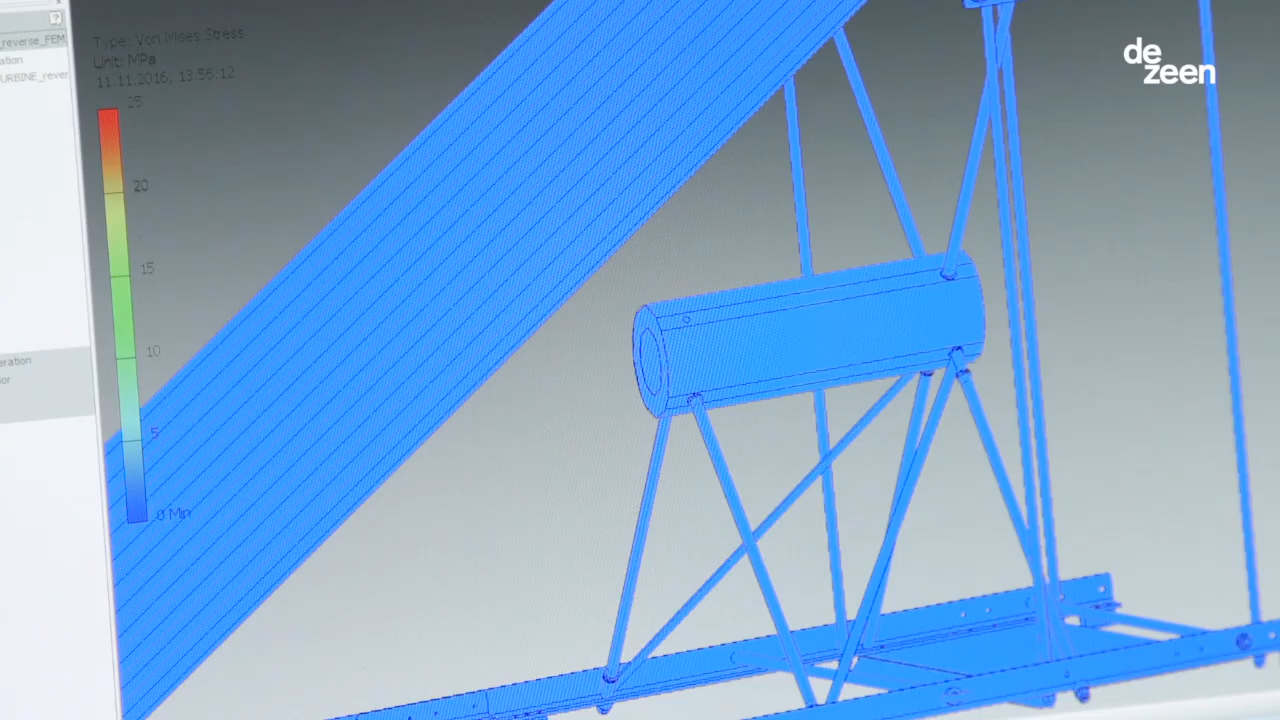 _reverse_FEM
ation
URBINE_rever
Type: Von Mises Stress
Unit: MPa
11.11.2016, 13:56:12
25
20
15
10
5
0 Min
eration
or
de
zeen